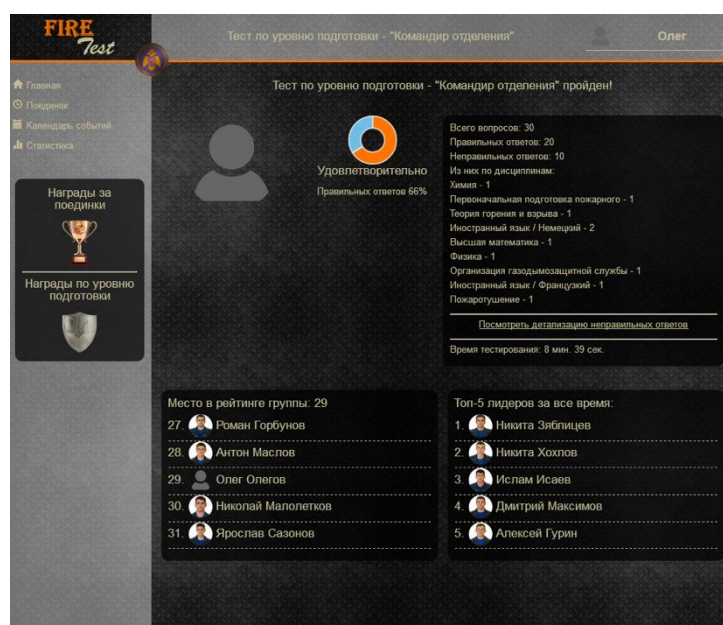 FIRE
Test
Тест по уровню подготовки - "Командир отделения"
Олег
Главная
Поединок
Календарь событий
Статистика
Награды за
поединки
Награды по уровню
подготовки
Тест по уровню подготовки - "Командир отделения" пройден!
Удовлетворительно
Правильных ответов 66%
Всего вопросов: 30
Правильных ответов: 20
Неправильных ответов: 10
Из них по дисциплинам:
Химия - 1
Первоначальная подготовка пожарного - 1
Теория горения и взрыва - 1
Иностранный язык / Немецкий - 2
Высшая математика - 1
Физика - 1
Организация газодымозащитной службы - 1
Иностранный язык / Французкий - 1
Пожаротушение - 1
Посмотреть детализацию неправильных ответов
Время тестирования: 8 мин. 39 сек.
Место в рейтинге группы: 29
27. Роман Горбунов
28. Антон Маслов
29. Олег Олегов
30. Николай Малолетков
31. Ярослав Сазонов
Топ-5 лидеров за все время:
1. Никита Зяблицев
2. Никита Хохлов
3. Ислам Исаев
4. Дмитрий Максимов
5. Алексей Гурин